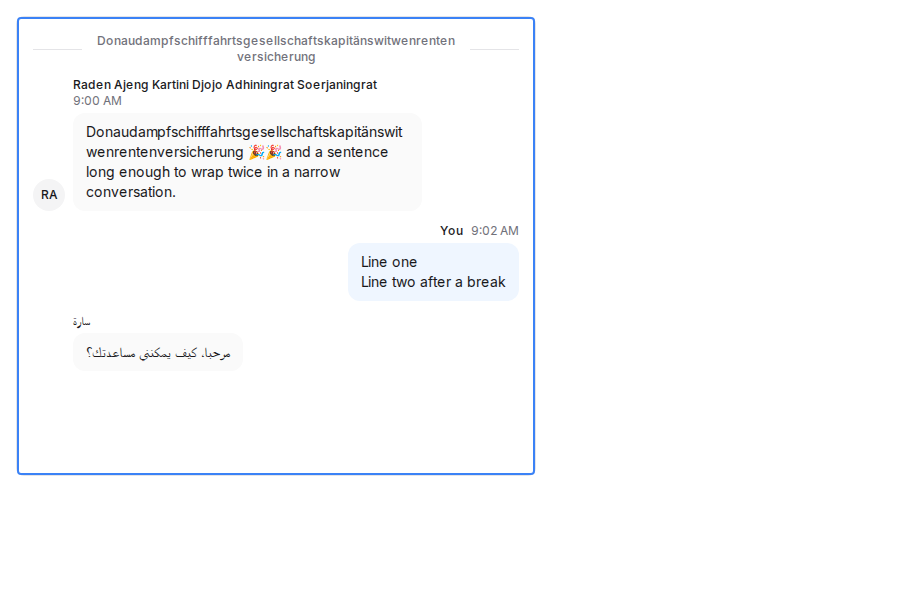 Donaudampfschifffahrtsgesellschaftskapitänswitwenrenten
versicherung
Raden Ajeng Kartini Djojo Adhiningrat Soerjaningrat
9:00 AM
Donaudampfschifffahrtsgesellschaftskapitänswit
wenrentenversicherung 🎉🎉 and a sentence
long enough to wrap twice in a narrow
conversation.
RA
You 9:02 AM
Line one
Line two after a break
سارة
مرحبا، كيف يمكنني مساعدتك؟